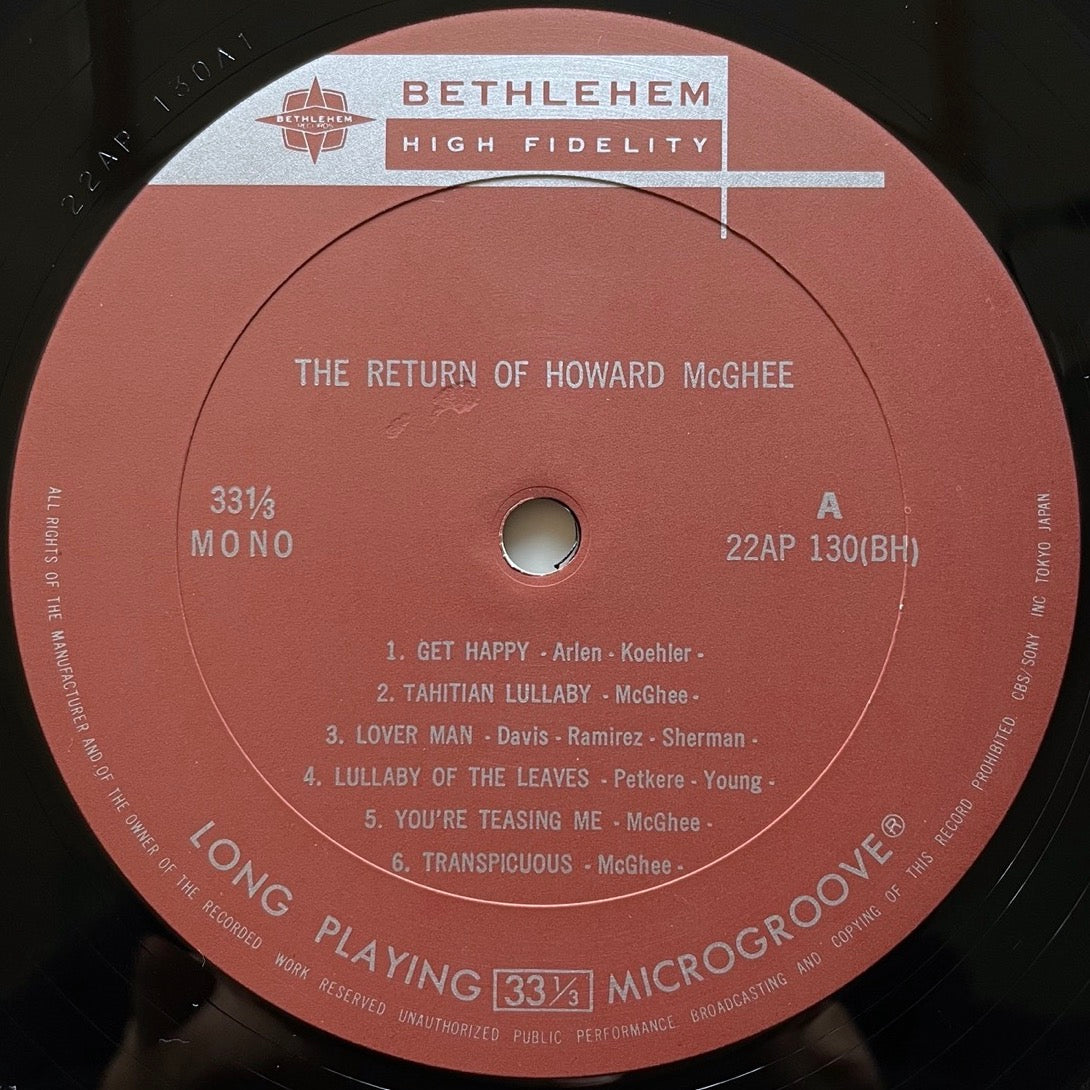 22AP 130A1
BETHLEHEM
RECORDS
BETHLEHEM
HIGH FIDELITY
THE RETURN OF HOWARD McGHEE
33⅓
MONO
A
22AP 130(BH)
1. GET HAPPY - Arlen - Koehler -
2. TAHITIAN LULLABY - McGhee -
3. LOVER MAN - Davis - Ramirez - Sherman -
4. LULLABY OF THE LEAVES - Petkere - Young -
5. YOU'RE TEASING ME - McGhee -
6. TRANSPICUOUS - McGhee -
LONG PLAYING 33⅓ MICROGROOVE®
ALL RIGHTS OF THE MANUFACTURER AND OF THE OWNER OF THE RECORDED WORK RESERVED UNAUTHORIZED PUBLIC PERFORMANCE BROADCASTING AND COPYING OF THIS RECORD PROHIBITED CBS/SONY INC TOKYO JAPAN